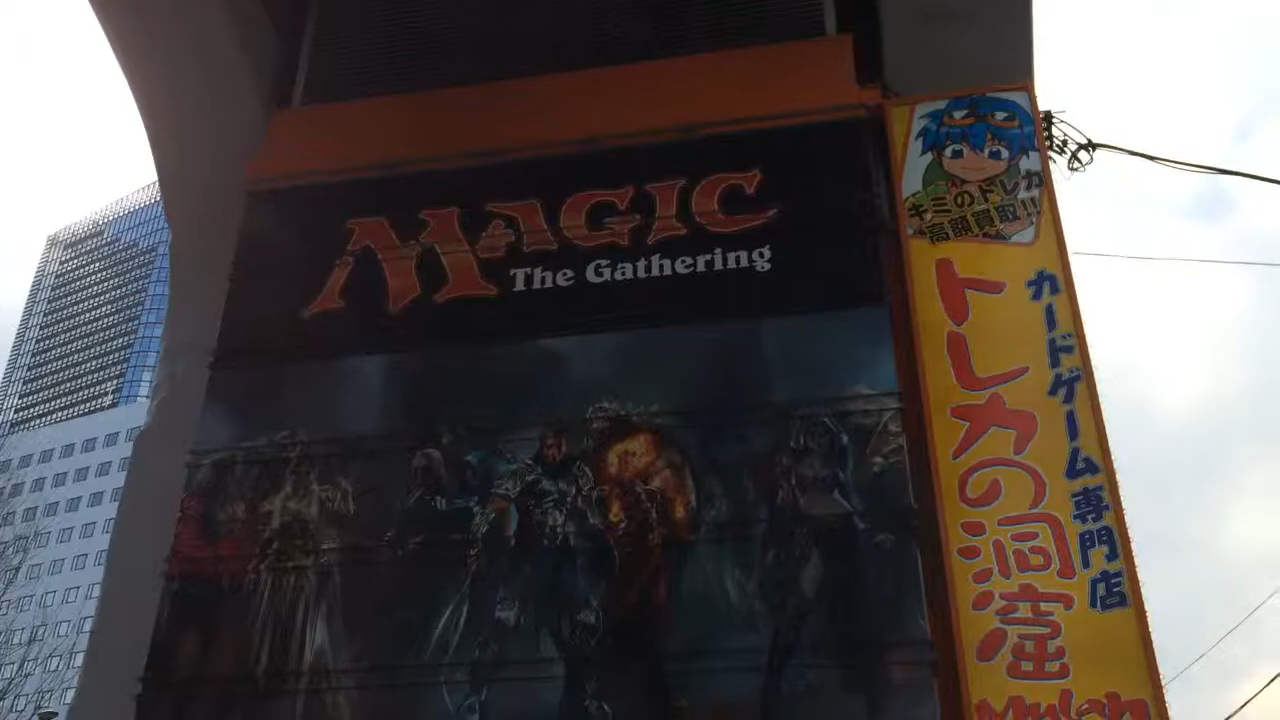 MAGIC
The Gathering
キミのトレカ
高額買取!!
トレカの洞窟
カードゲーム専門店